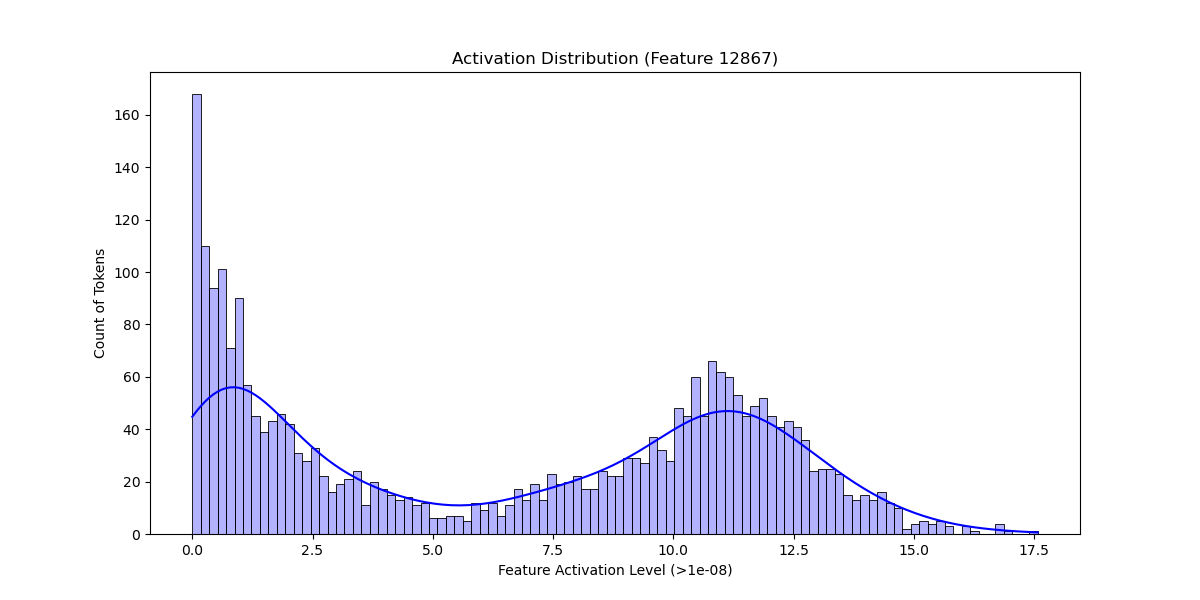 Activation Distribution (Feature 12867)
Count of Tokens
160
140
120
100
80
60
40
20
0
0.0 2.5 5.0 7.5 10.0 12.5 15.0 17.5
Feature Activation Level (>1e-08)